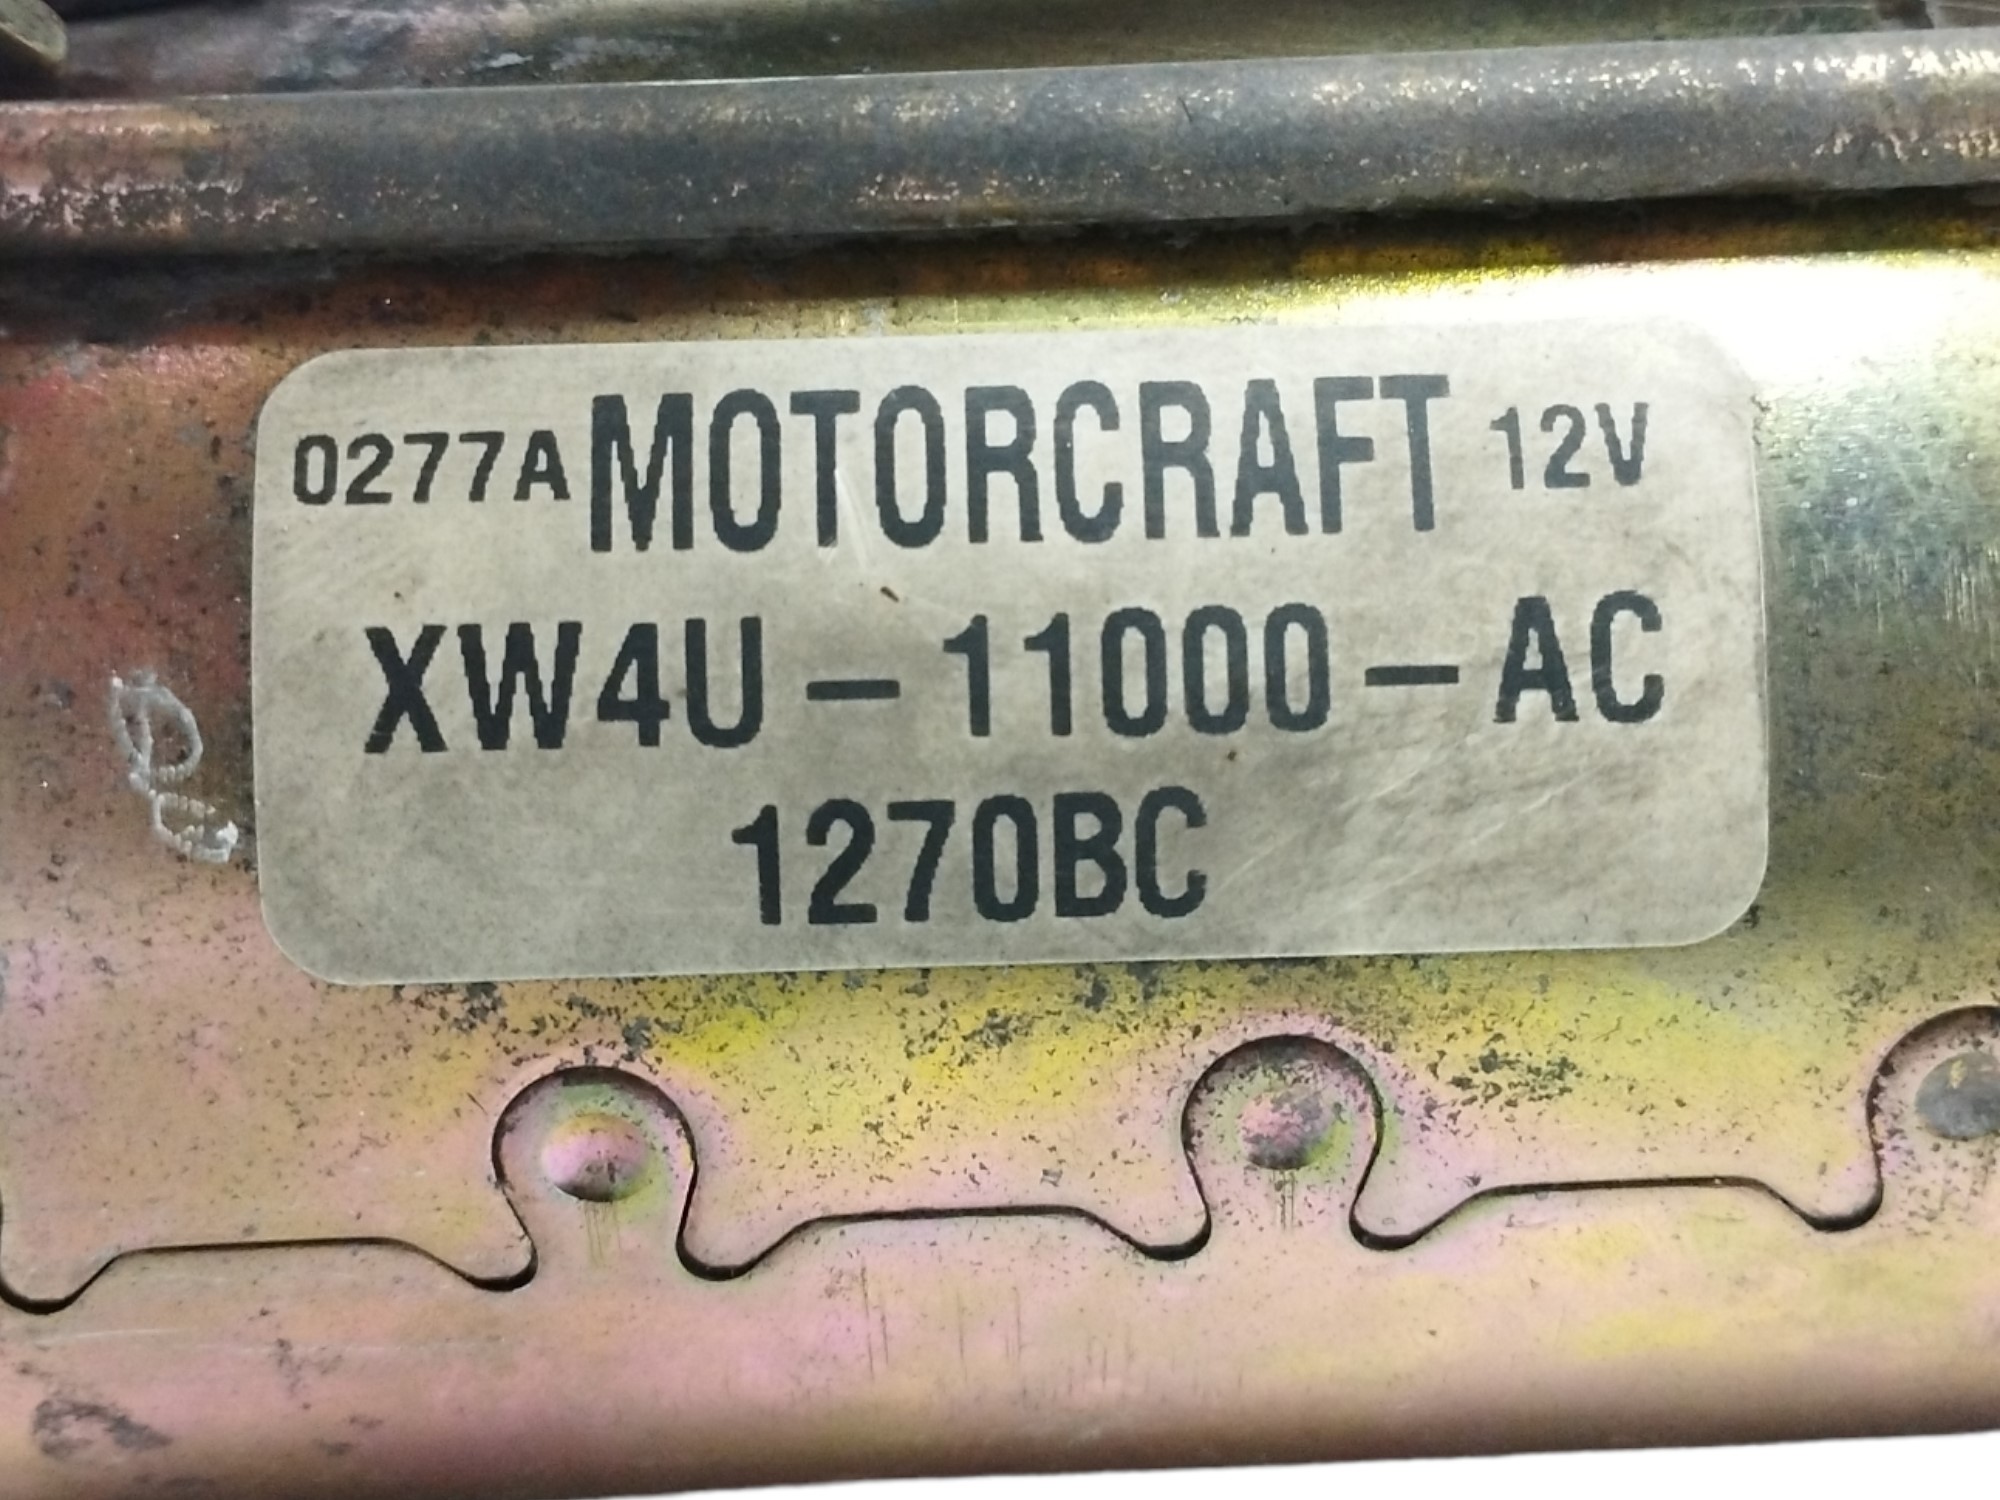 0277A MOTORCRAFT 12V
XW4U-11000-AC
1270BC